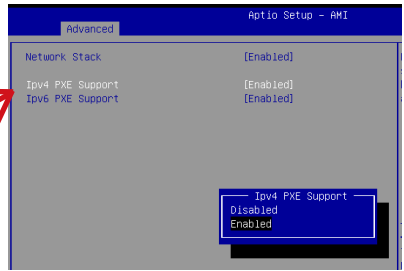 Aptio Setup - AMI
Advanced
Network Stack [Enabled]
Ipv4 PXE Support [Enabled]
Ipv6 PXE Support [Enabled]
Ipv4 PXE Support
Disabled
Enabled